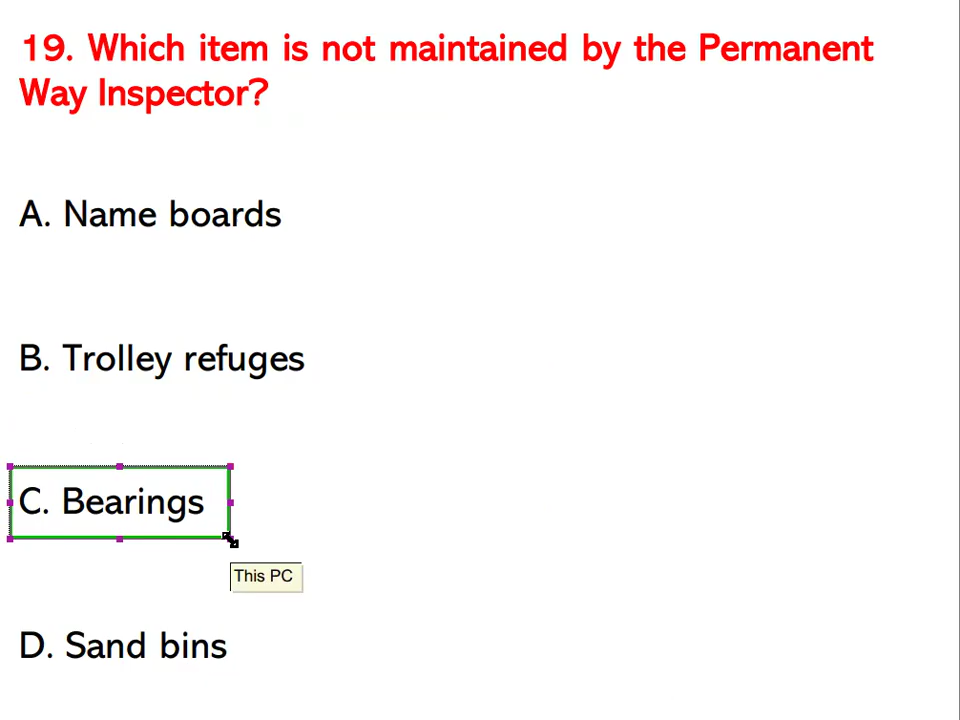 19. Which item is not maintained by the Permanent
Way Inspector?
A. Name boards
B. Trolley refuges
C. Bearings
This PC
D. Sand bins